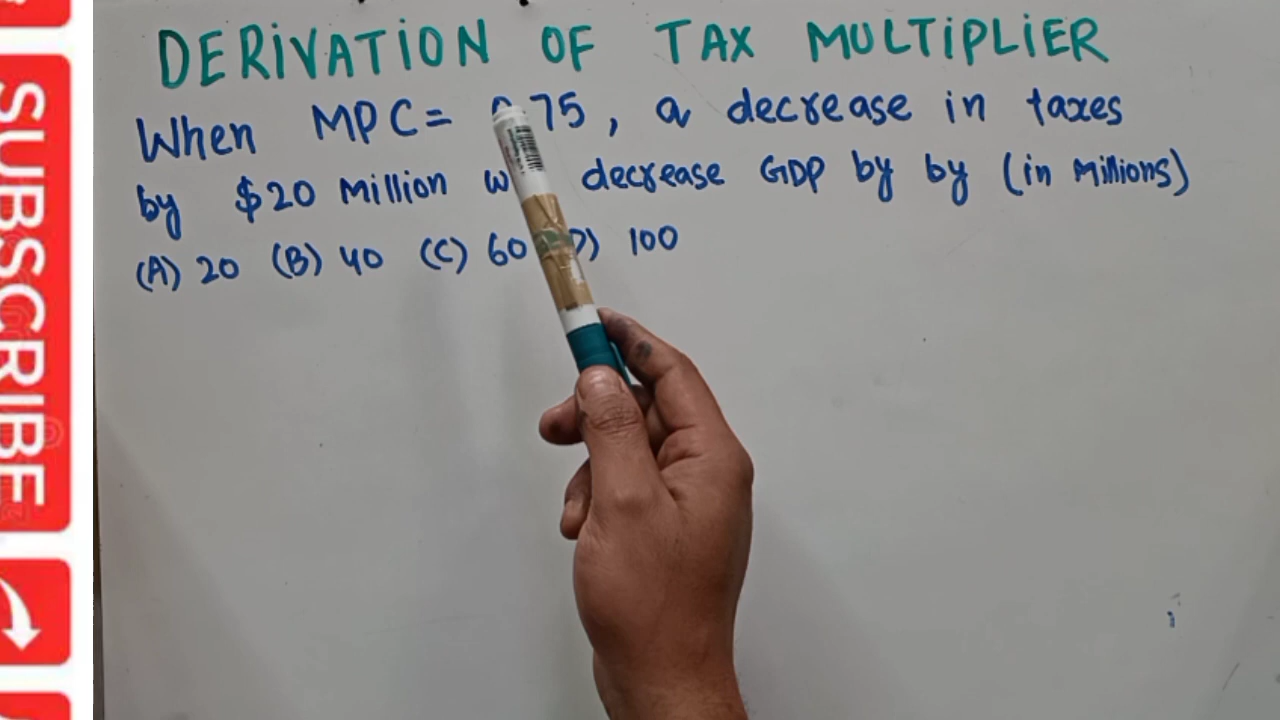 DERIVATION OF TAX MULTIPLIER
When MPC= 0.75, a decrease in taxes
by $20 Million decrease GDP by by (in Millions)
(A) 20 (B) 40 (C) 60 D) 100
SUBSCRIBE